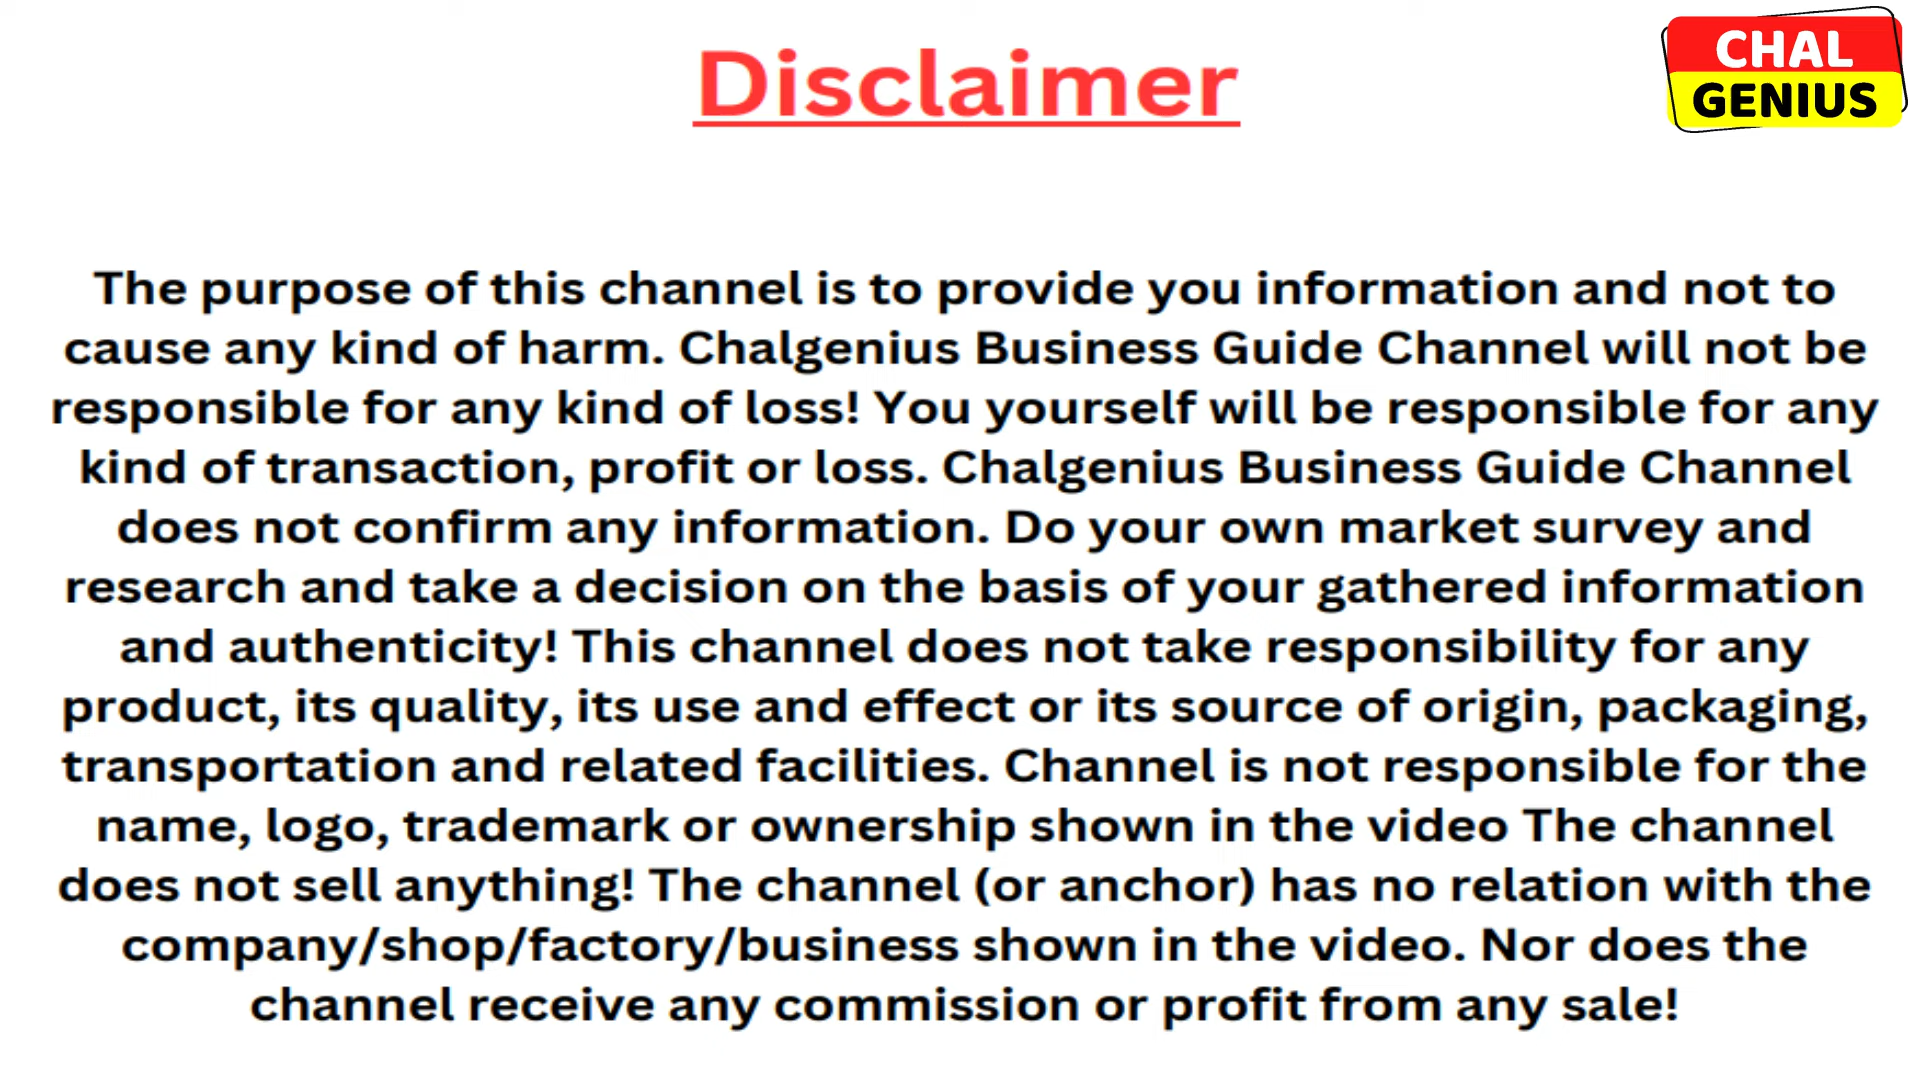 Disclaimer
CHAL
GENIUS
The purpose of this channel is to provide you information and not to
cause any kind of harm. Chalgenius Business Guide Channel will not be
responsible for any kind of loss! You yourself will be responsible for any
kind of transaction, profit or loss. Chalgenius Business Guide Channel
does not confirm any information. Do your own market survey and
research and take a decision on the basis of your gathered information
and authenticity! This channel does not take responsibility for any
product, its quality, its use and effect or its source of origin, packaging,
transportation and related facilities. Channel is not responsible for the
name, logo, trademark or ownership shown in the video The channel
does not sell anything! The channel (or anchor) has no relation with the
company/shop/factory/business shown in the video. Nor does the
channel receive any commission or profit from any sale!